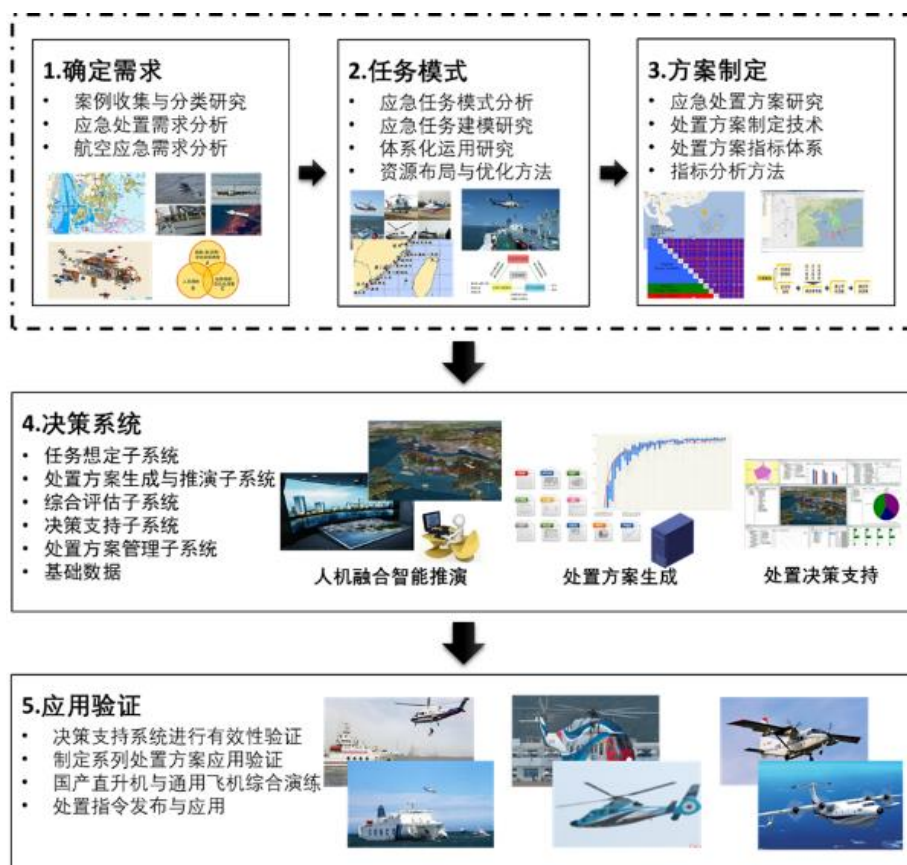 1.确定需求
• 案例收集与分类研究
• 应急处置需求分析
• 航空应急需求分析
2.任务模式
• 应急任务模式分析
• 应急任务建模研究
• 体系化运用研究
• 资源布局与优化方法
3.方案制定
• 应急处置方案研究
• 处置方案制定技术
• 处置方案指标体系
• 指标分析方法
4.决策系统
• 任务想定子系统
• 处置方案生成与推演子系统
• 综合评估子系统
• 决策支持子系统
• 处置方案管理子系统
• 基础数据
人机融合智能推演
处置方案生成
处置决策支持
5.应用验证
• 决策支持系统进行有效性验证
• 制定系列处置方案应用验证
• 国产直升机与通用飞机综合演练
• 处置指令发布与应用